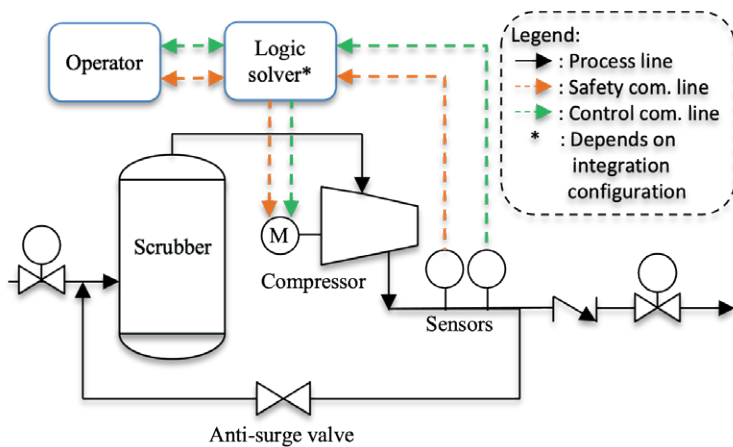 Operator
Logic
solver*
Legend:
: Process line
: Safety com. line
: Control com. line
* : Depends on
integration
configuration
Scrubber
M
Compressor
Sensors
Anti-surge valve